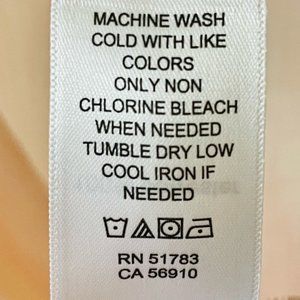 MACHINE WASH
COLD WITH LIKE
COLORS
ONLY NON
CHLORINE BLEACH
WHEN NEEDED
TUMBLE DRY LOW
COOL IRON IF
NEEDED
RN 51783
CA 56910